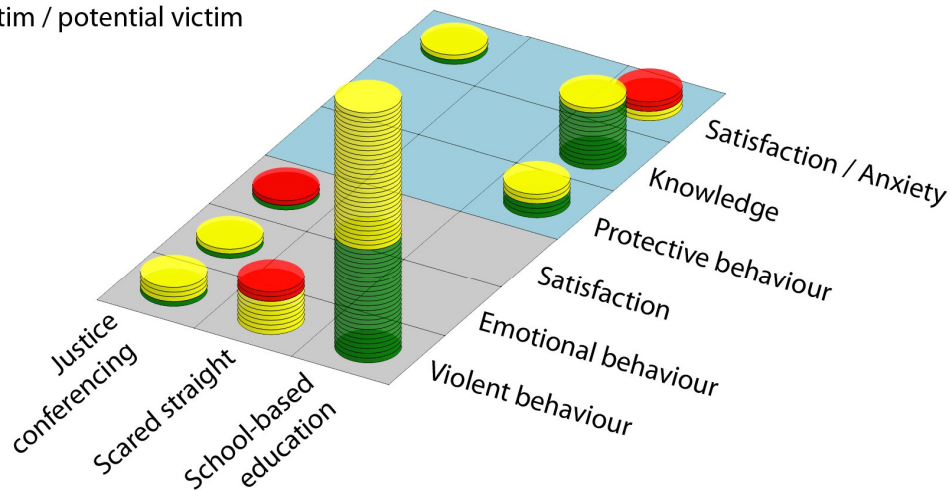 / potential victim
Satisfaction / Anxiety
Knowledge
Protective behaviour
Satisfaction
Emotional behaviour
Violent behaviour
Justice
conferencing
Scared straight
School-based
education